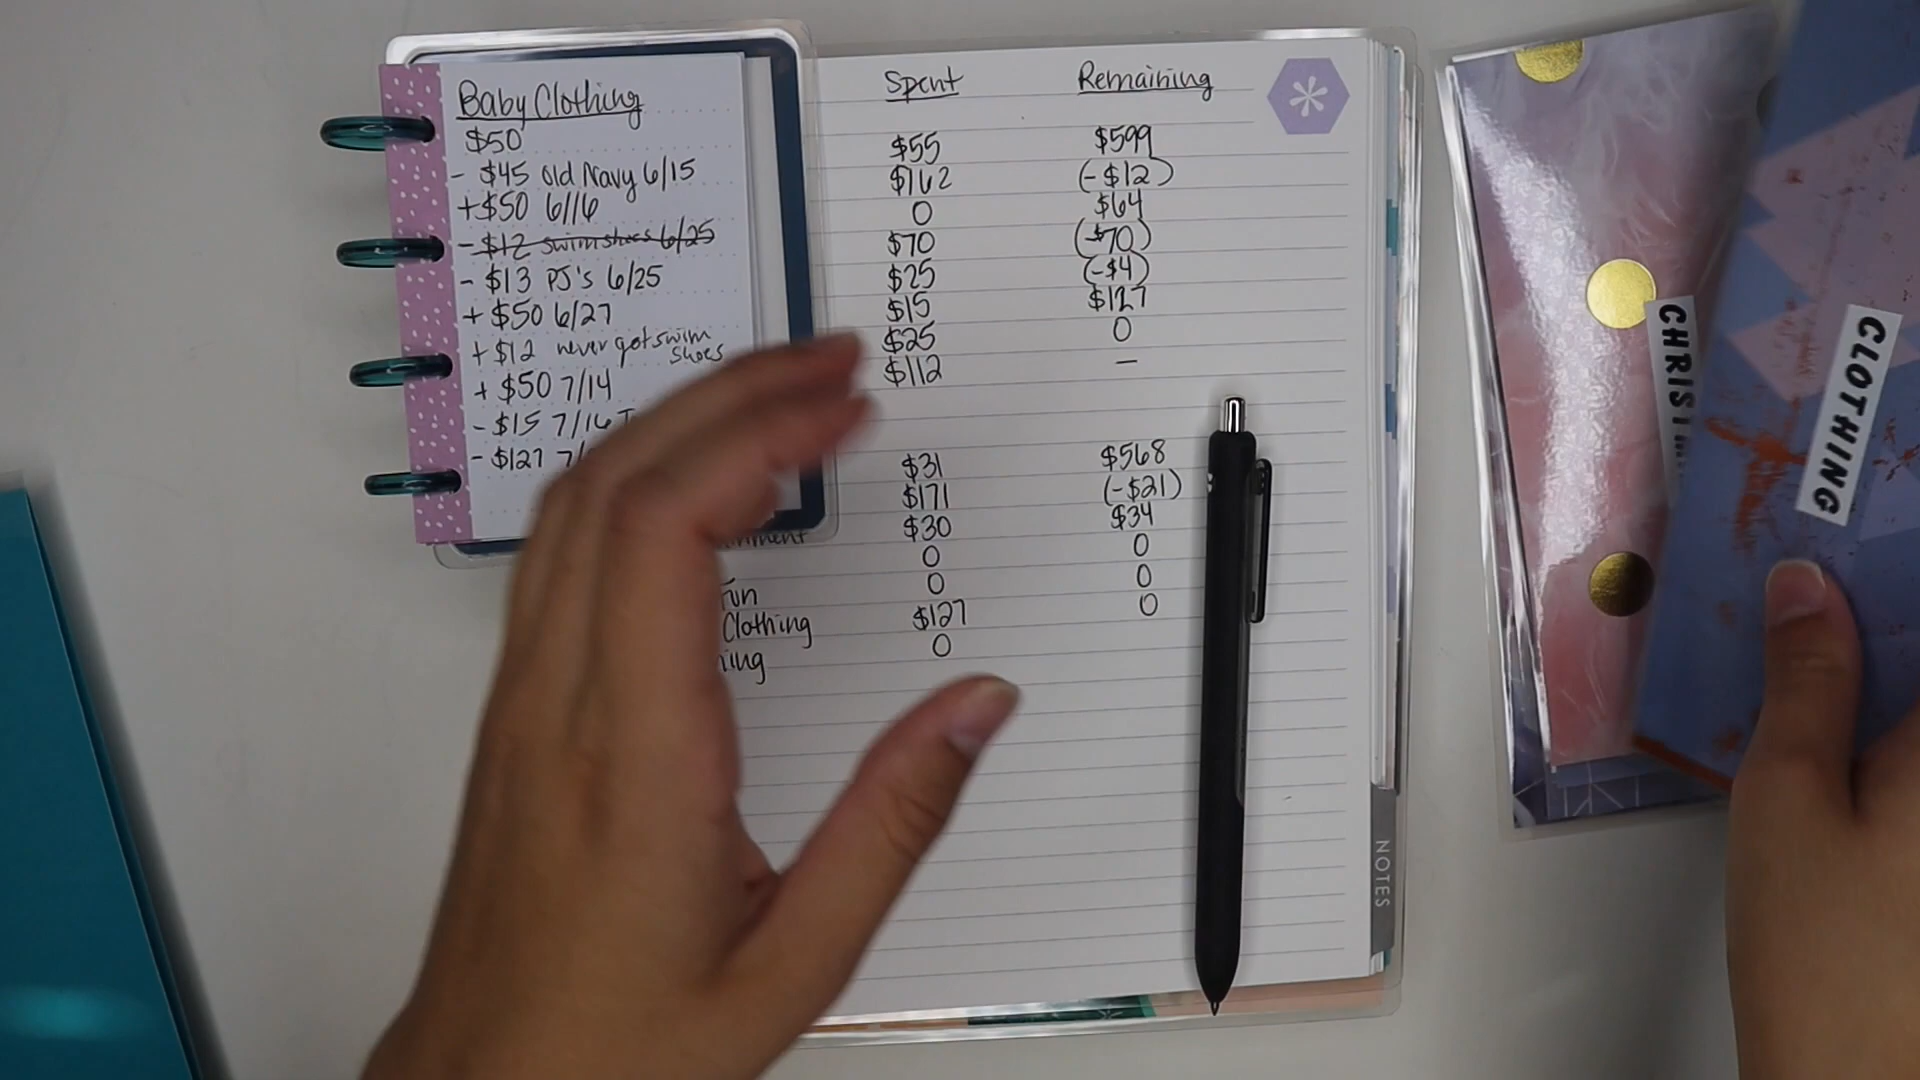 Baby Clothing
$50
- $45 Old Navy 6/15
+ $50 6/16
- $12 swim shoes 6/25
- $13 PJ's 6/25
+ $50 6/27
+ $12 never got swim
shoes
+ $50 7/14
- $15 7/16
- $127
Spent Remaining
$55 $599
$162 (-$12)
0 $64
$70 (-$70)
$25 (-$4)
$15 $127
$25 0
$112 —
$31 $568
$171 (-$21)
$30 $34
0 0
Fun 0 0
Clothing $127 0
0
NOTES
CLOTHING